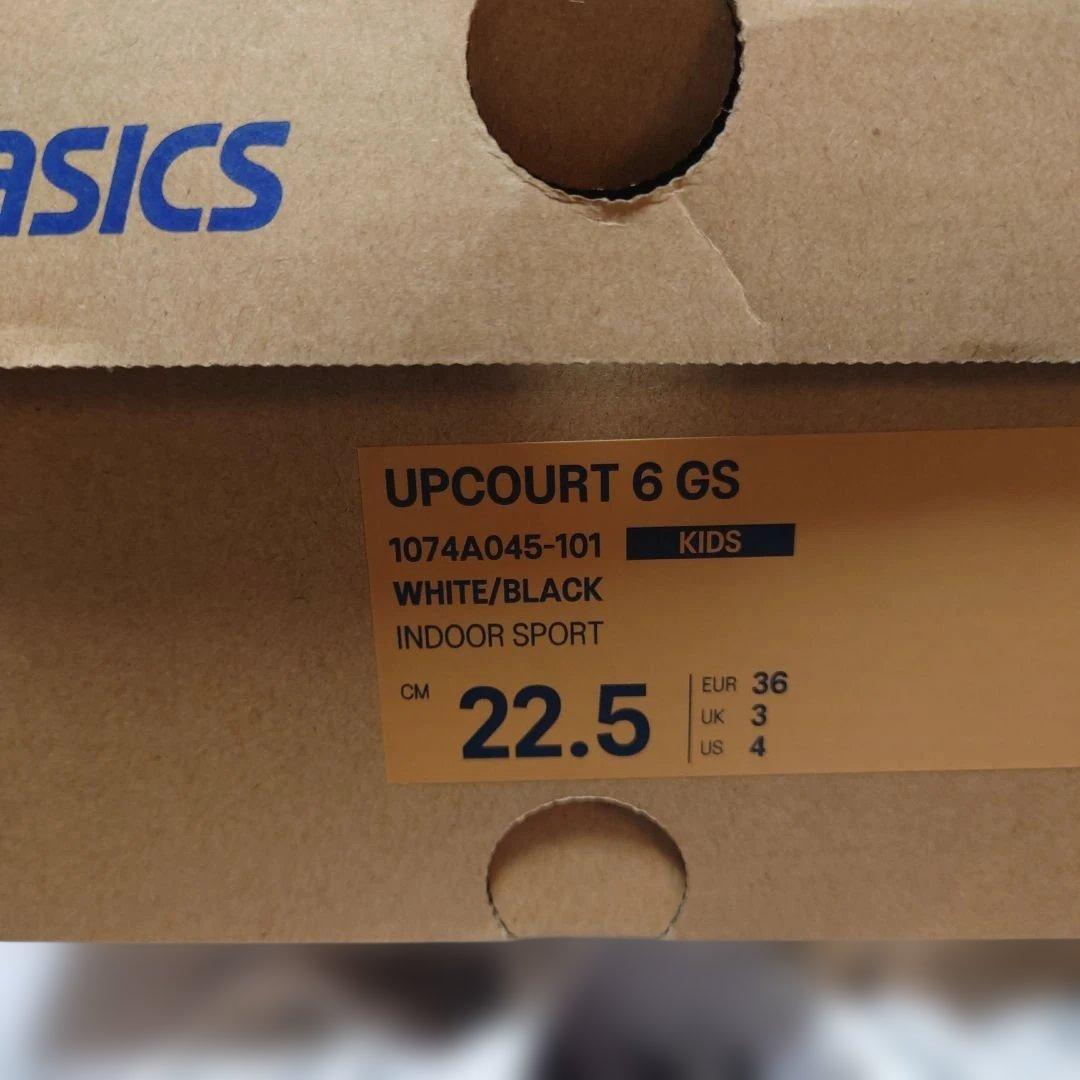 ASICS
UPCOURT 6 GS
1074A045-101 KIDS
WHITE/BLACK
INDOOR SPORT
CM 22.5
EUR 36
UK 3
US 4